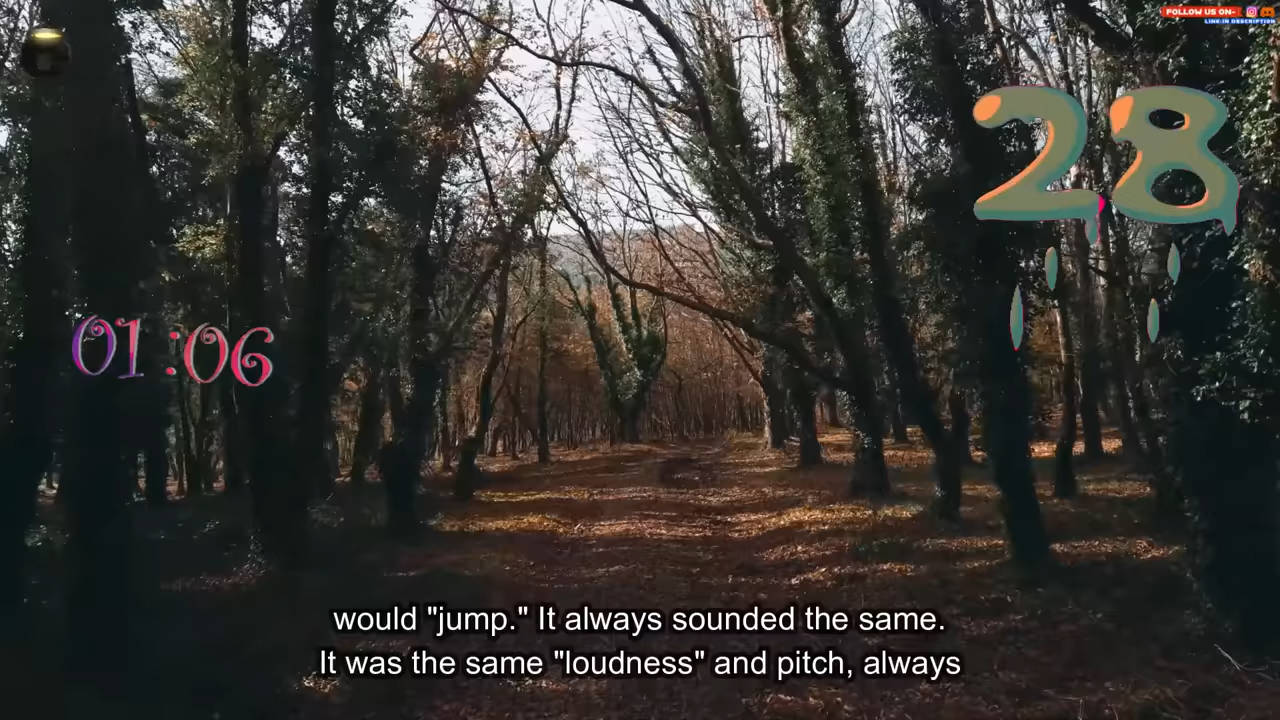 FOLLOW US ON-
LINK IN DESCRIPTION
28
01:06
would "jump." It always sounded the same.
It was the same "loudness" and pitch, always